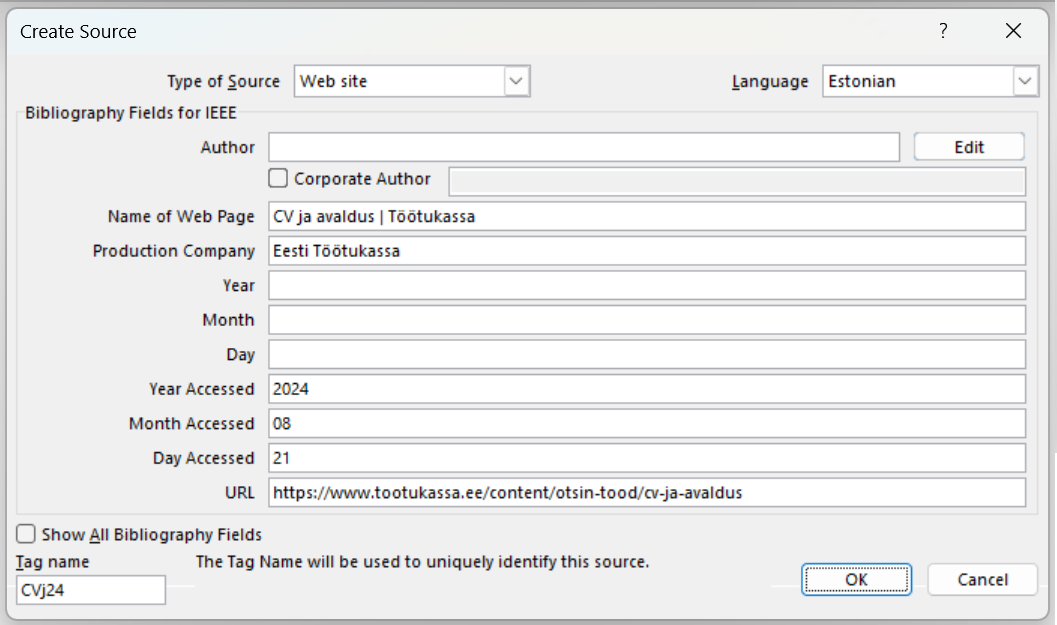 Create Source
?
Type of Source Web site Language Estonian
Bibliography Fields for IEEE
Author Edit
Corporate Author
Name of Web Page CV ja avaldus | Töötukassa
Production Company Eesti Töötukassa
Year
Month
Day
Year Accessed 2024
Month Accessed 08
Day Accessed 21
URL https://www.tootukassa.ee/content/otsin-tood/cv-ja-avaldus
Show All Bibliography Fields
Tag name The Tag Name will be used to uniquely identify this source.
CVj24 OK Cancel